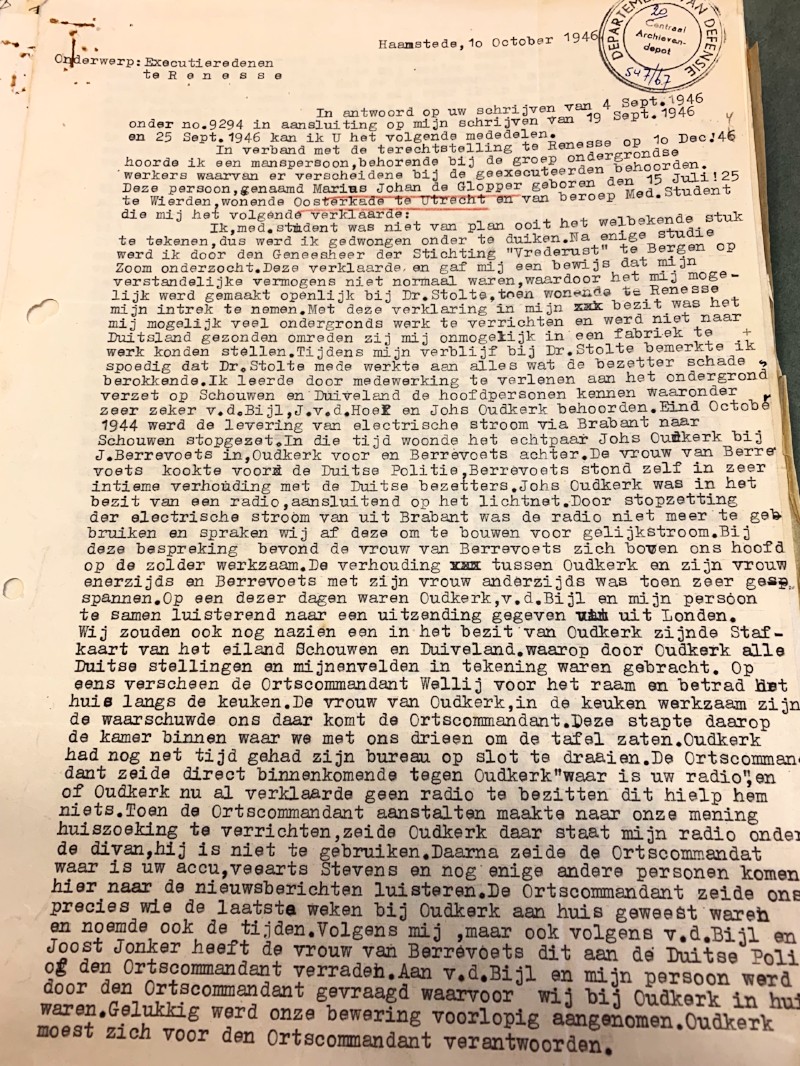 Haamstede, 10 October 1946
DEPARTEMENT VAN DEFENSIE
20
Centraal
Archieven-
depot
547/67
Onderwerp: Executieredenen
te R e n e s s e
In antwoord op uw schrijven van 4 Sept.1946
onder no.9294 in aansluiting op mijn schrijven van 19 Sept.1946
en 25 Sept.1946 kan ik U het volgende mededelen.
In verband met de terechtstelling te Renesse op 10 Dec.'46
hoorde ik een manspersoon,behorende bij de groep ondergrondse
werkers waarvan er verscheidene bij de geexecuteerden behoorden.
Deze persoon,genaamd Marius Johan de Glopper geboren den 15 Juli!25
te Wierden,wonende Oosterkade te Utrecht en van beroep Med.Student
die mij het volgende verklaarde:
Ik,med.student was niet van plan ooit het welbekende stuk
te tekenen,dus werd ik gedwongen onder te duiken.Na enige studie
werd ik door den Geneesheer der Stichting "Vrederust" te Bergen op
Zoom onderzocht.Deze verklaarde en gaf mij een bewijs dat mijn
verstandelijke vermogens niet normaal waren,waardoor het mij moge-
lijk werd gemaakt openlijk bij Dr.Stolte,toen wonende te Renesse
mijn intrek te nemen.Met deze verklaring in mijn xxx bezit was het
mij mogelijk veel ondergronds werk te verrichten en werd niet naar
Duitsland gezonden omreden zij mij onmogelijk in een fabriek te +
werk konden stellen.Tijdens mijn verblijf bij Dr.Stolte bemerkte ik
spoedig dat Dr.Stolte mede werkte aan alles wat de bezetter schade
berokkende.Ik leerde door medewerking te verlenen aan het ondergrond
verzet op Schouwen en Duiveland de hoofdpersonen kennen waaronder
zeer zeker v.d.Bijl,J.v.d.Hoek en Johs Oudkerk behoorden.Eind Octobe
1944 werd de levering van electrische stroom via Brabant naar
Schouwen stopgezet.In die tijd woonde het echtpaar Johs Oudkerk bij
J.Berrevoets in,Oudkerk voor en Berrevoets achter.De vrouw van Berre
voets kookte voor de Duitse Politie,Berrevoets stond zelf in zeer
intieme verhouding met de Duitse bezetters.Johs Oudkerk was in het
bezit van een radio,aansluitend op het lichtnet.Door stopzetting
der electrische stroom van uit Brabant was de radio niet meer te geb
bruiken en spraken wij af deze om te bouwen voor gelijkstroom.Bij
deze bespreking bevond de vrouw van Berrevoets zich boven ons hoofd
op de zolder werkzaam.De verhouding xxx tussen Oudkerk en zijn vrouw
enerzijds en Berrevoets met zijn vrouw anderzijds was toen zeer gesp
spannen.Op een dezer dagen waren Oudkerk,v.d.Bijl en mijn persoon
te samen luisterend naar een uitzending gegeven uit Londen.
Wij zouden ook nog nazien een in het bezit van Oudkerk zijnde Staf-
kaart van het eiland Schouwen en Duiveland.waarop door Oudkerk alle
Duitse stellingen en mijnenvelden in tekening waren gebracht. Op
eens verscheen de Ortscommandant Wellij voor het raam en betrad het
huis langs de keuken.De vrouw van Oudkerk,in de keuken werkzaam zijn
de waarschuwde ons daar komt de Ortscommandant.Deze stapte daarop
de kamer binnen waar we met ons drieen om de tafel zaten.Oudkerk
had nog net tijd gehad zijn bureau op slot te draaien.De Ortscomman
dant zeide direct binnenkomende tegen Oudkerk"waar is uw radio",en
of Oudkerk nu al verklaarde geen radio te bezitten dit hielp hem
niets.Toen de Ortscommandant aanstalten maakte naar onze mening
huiszoeking te verrichten,zeide Oudkerk daar staat mijn radio onder
de divan,hij is niet te gebruiken.Daarna zeide de Ortscommandat
waar is uw accu,veearts Stevens en nog enige andere personen komen
hier naar de nieuwsberichten luisteren.De Ortscommandant zeide ons
precies wie de laatste weken bij Oudkerk aan huis geweest waren
en noemde ook de tijden.Volgens mij ,maar ook volgens v.d.Bijl en
Joost Jonker heeft de vrouw van Berrevoets dit aan de Duitse Poli
of den Ortscommandant verraden.Aan v.d.Bijl en mijn persoon werd
door den Ortscommandant gevraagd waarvoor wij bij Oudkerk in hui
waren.Gelukkig werd onze bewering voorlopig aangenomen.Oudkerk
moest zich voor den Ortscommandant verantwoorden.